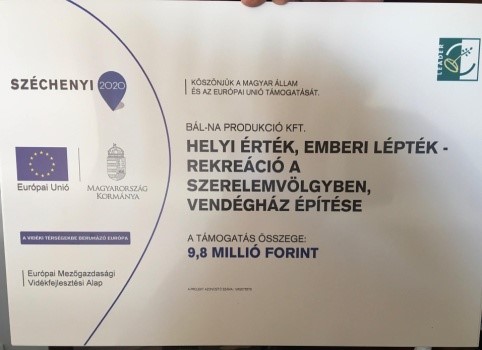 SZÉCHENYI 2020
KÖSZÖNJÜK A MAGYAR ÁLLAM
ÉS AZ EURÓPAI UNIÓ TÁMOGATÁSÁT.
LEADER
BÁL-NA PRODUKCIÓ KFT.
HELYI ÉRTÉK, EMBERI LÉPTÉK -
REKREÁCIÓ A
SZERELEMVÖLGYBEN,
VENDÉGHÁZ ÉPÍTÉSE
A TÁMOGATÁS ÖSSZEGE:
9,8 MILLIÓ FORINT
Európai Unió
MAGYARORSZÁG
KORMÁNYA
A VIDÉKI TÉRSÉGEKBE BERUHÁZÓ EURÓPA
Európai Mezőgazdasági
Vidékfejlesztési Alap